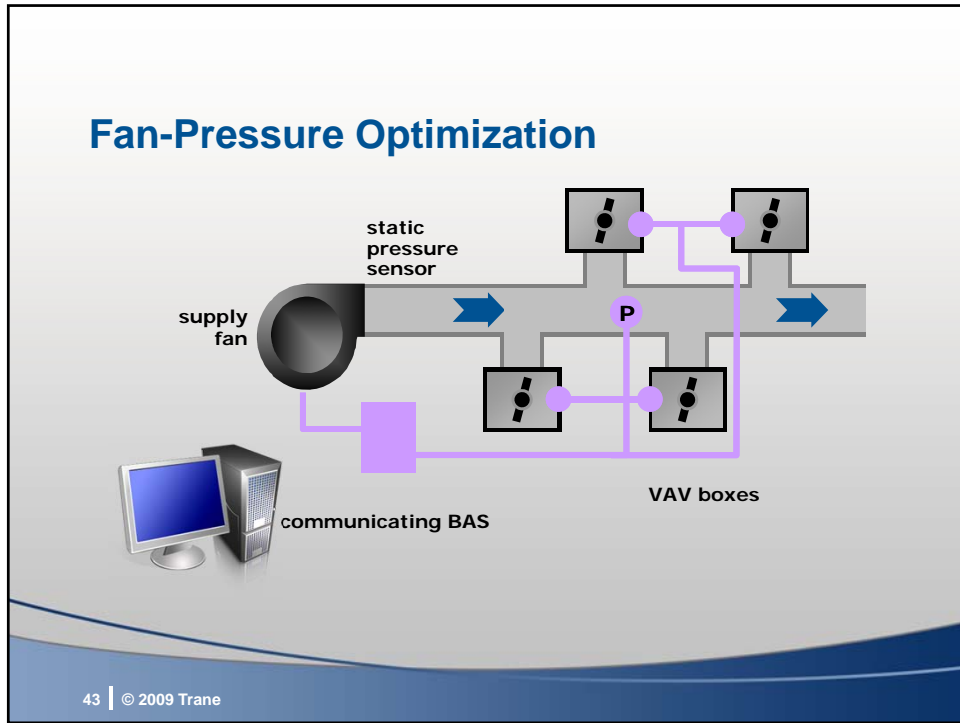 Fan-Pressure Optimization
static
pressure
sensor
supply
fan
P
VAV boxes
communicating BAS
43 | © 2009 Trane